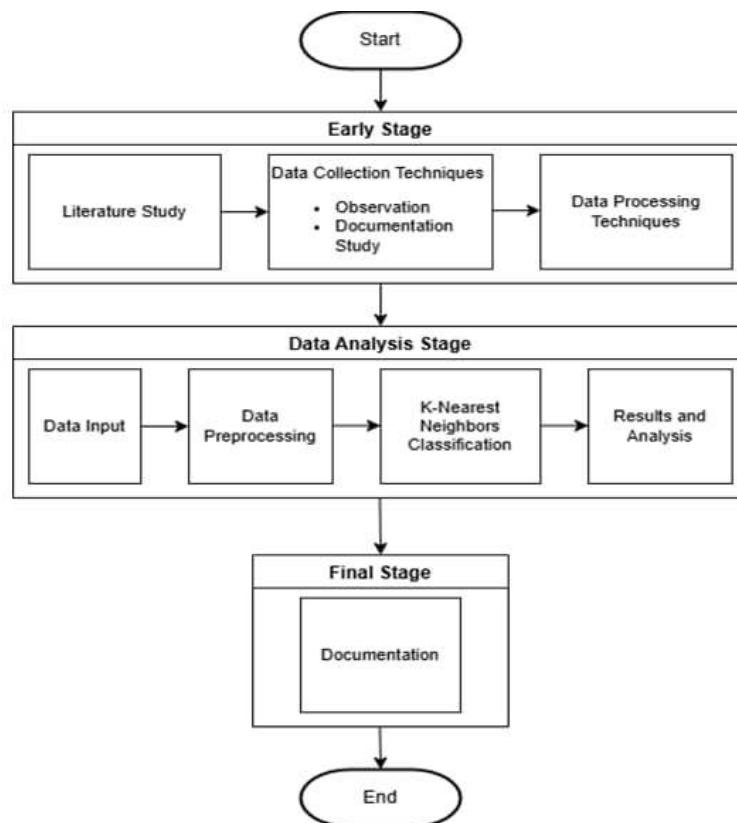 Start
Early Stage
Literature Study
Data Collection Techniques
• Observation
• Documentation
Study
Data Processing
Techniques
Data Analysis Stage
Data Input
Data
Preprocessing
K-Nearest
Neighbors
Classification
Results and
Analysis
Final Stage
Documentation
End